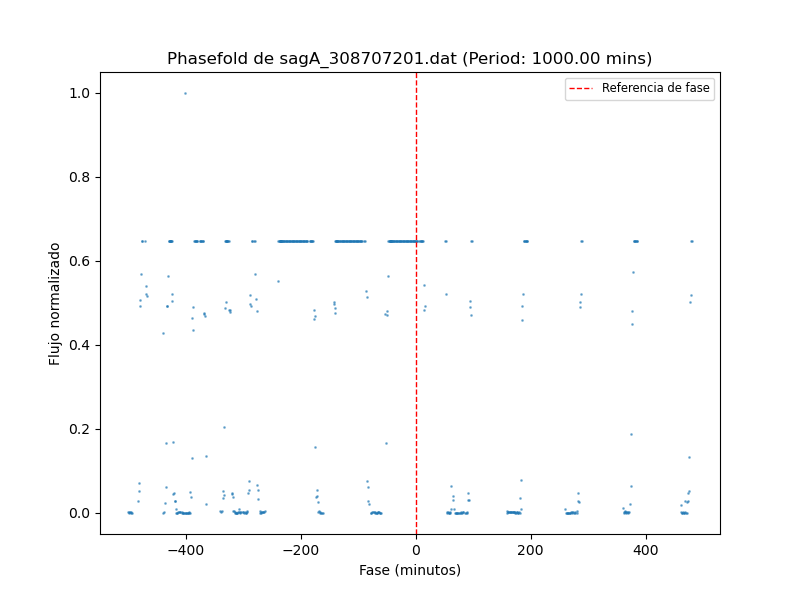 Phasefold de sagA_308707201.dat (Period: 1000.00 mins)
Referencia de fase
Flujo normalizado
1.0
0.8
0.6
0.4
0.2
0.0
−400
−200
0
200
400
Fase (minutos)